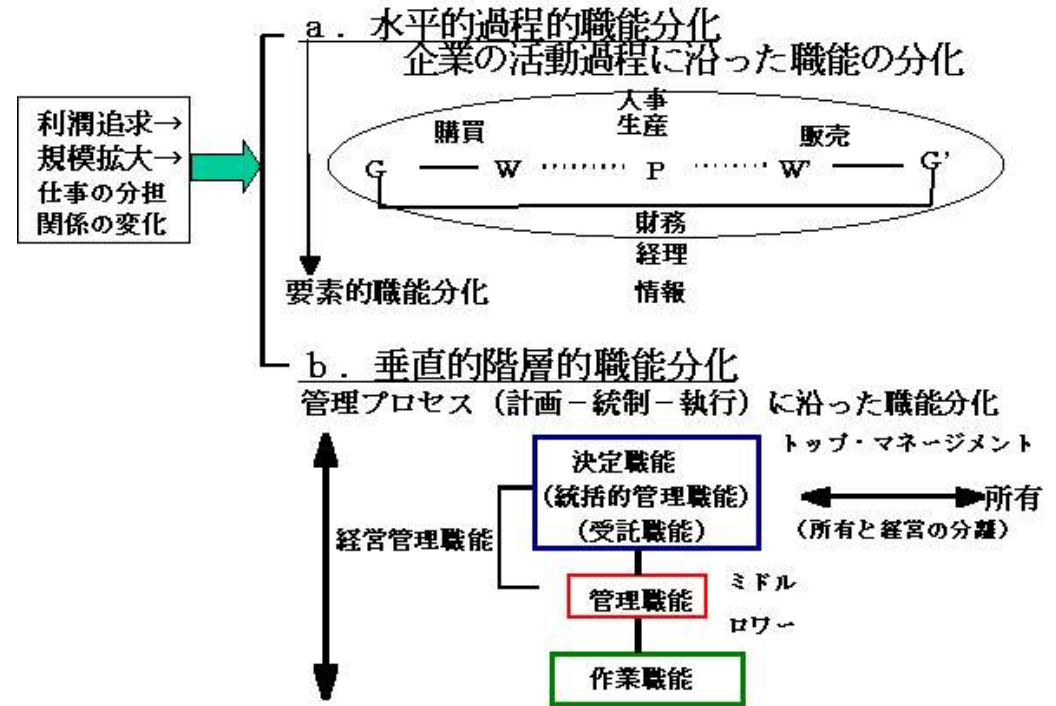 a．水平的過程的職能分化
企業の活動過程に沿った職能の分化
利潤追求→
規模拡大→
仕事の分担
関係の変化
人事
購買 生産 販売
G W P W' G'
財務
経理
要素的職能分化 情報
b．垂直的階層的職能分化
管理プロセス（計画－統制－執行）に沿った職能分化
トップ・マネージメント
決定職能
(統括的管理職能)
(受託職能)
所有
(所有と経営の分離)
経営管理職能
ミドル
管理職能
ロワー
作業職能